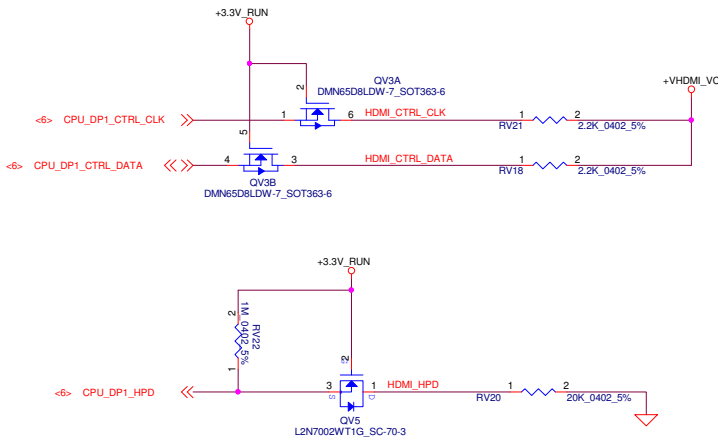 +3.3V_RUN
QV3A
DMN65D8LDW-7_SOT363-6
+VHDMI_VC
2
<6> CPU_DP1_CTRL_CLK
1
6
HDMI_CTRL_CLK
1
2
RV21
2.2K_0402_5%
5
<6> CPU_DP1_CTRL_DATA
4
3
HDMI_CTRL_DATA
1
2
RV18
2.2K_0402_5%
QV3B
DMN65D8LDW-7_SOT363-6
+3.3V_RUN
2
RV22
1M_0402_5%
1
2
G
<6> CPU_DP1_HPD
3
S
1
D
HDMI_HPD
1
2
RV20
20K_0402_5%
QV5
L2N7002WT1G_SC-70-3